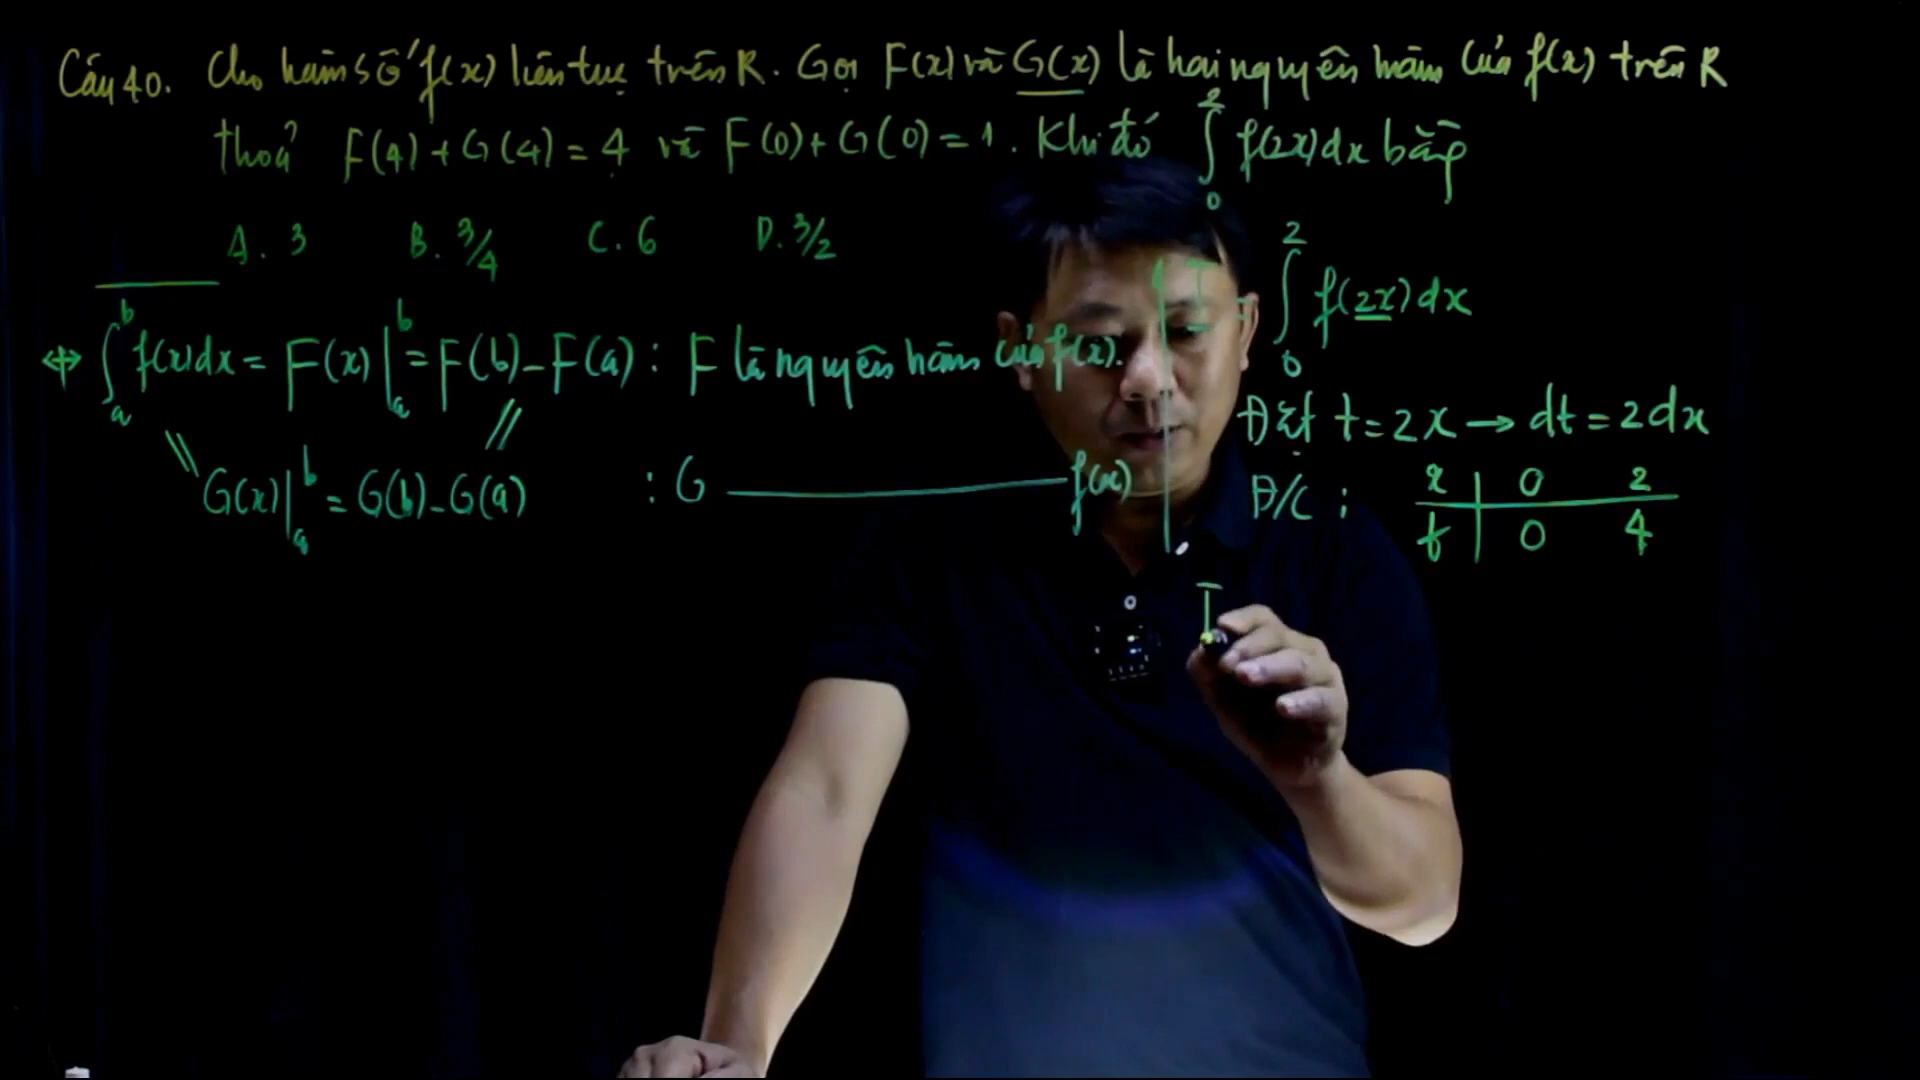 Câu 40. Cho hàm số f(x) liên tục trên R. Gọi F(x) và G(x) là hai nguyên hàm của f(x) trên R
thoả F(4) + G(4) = 4 và F(0) + G(0) = 1. Khi đó ∫₀² f(2x)dx bằng
A. 3 B. 3/4 C. 6 D. 3/2
∫ₐᵇ f(x)dx = F(x)|ₐᵇ = F(b) - F(a) : F là nguyên hàm của f(x).
G(x)|ₐᵇ = G(b) - G(a) : G ——— f(x)
I = ∫₀² f(2x)dx
Đặt t = 2x → dt = 2dx
Đ/C : x | 0 2
t | 0 4
I